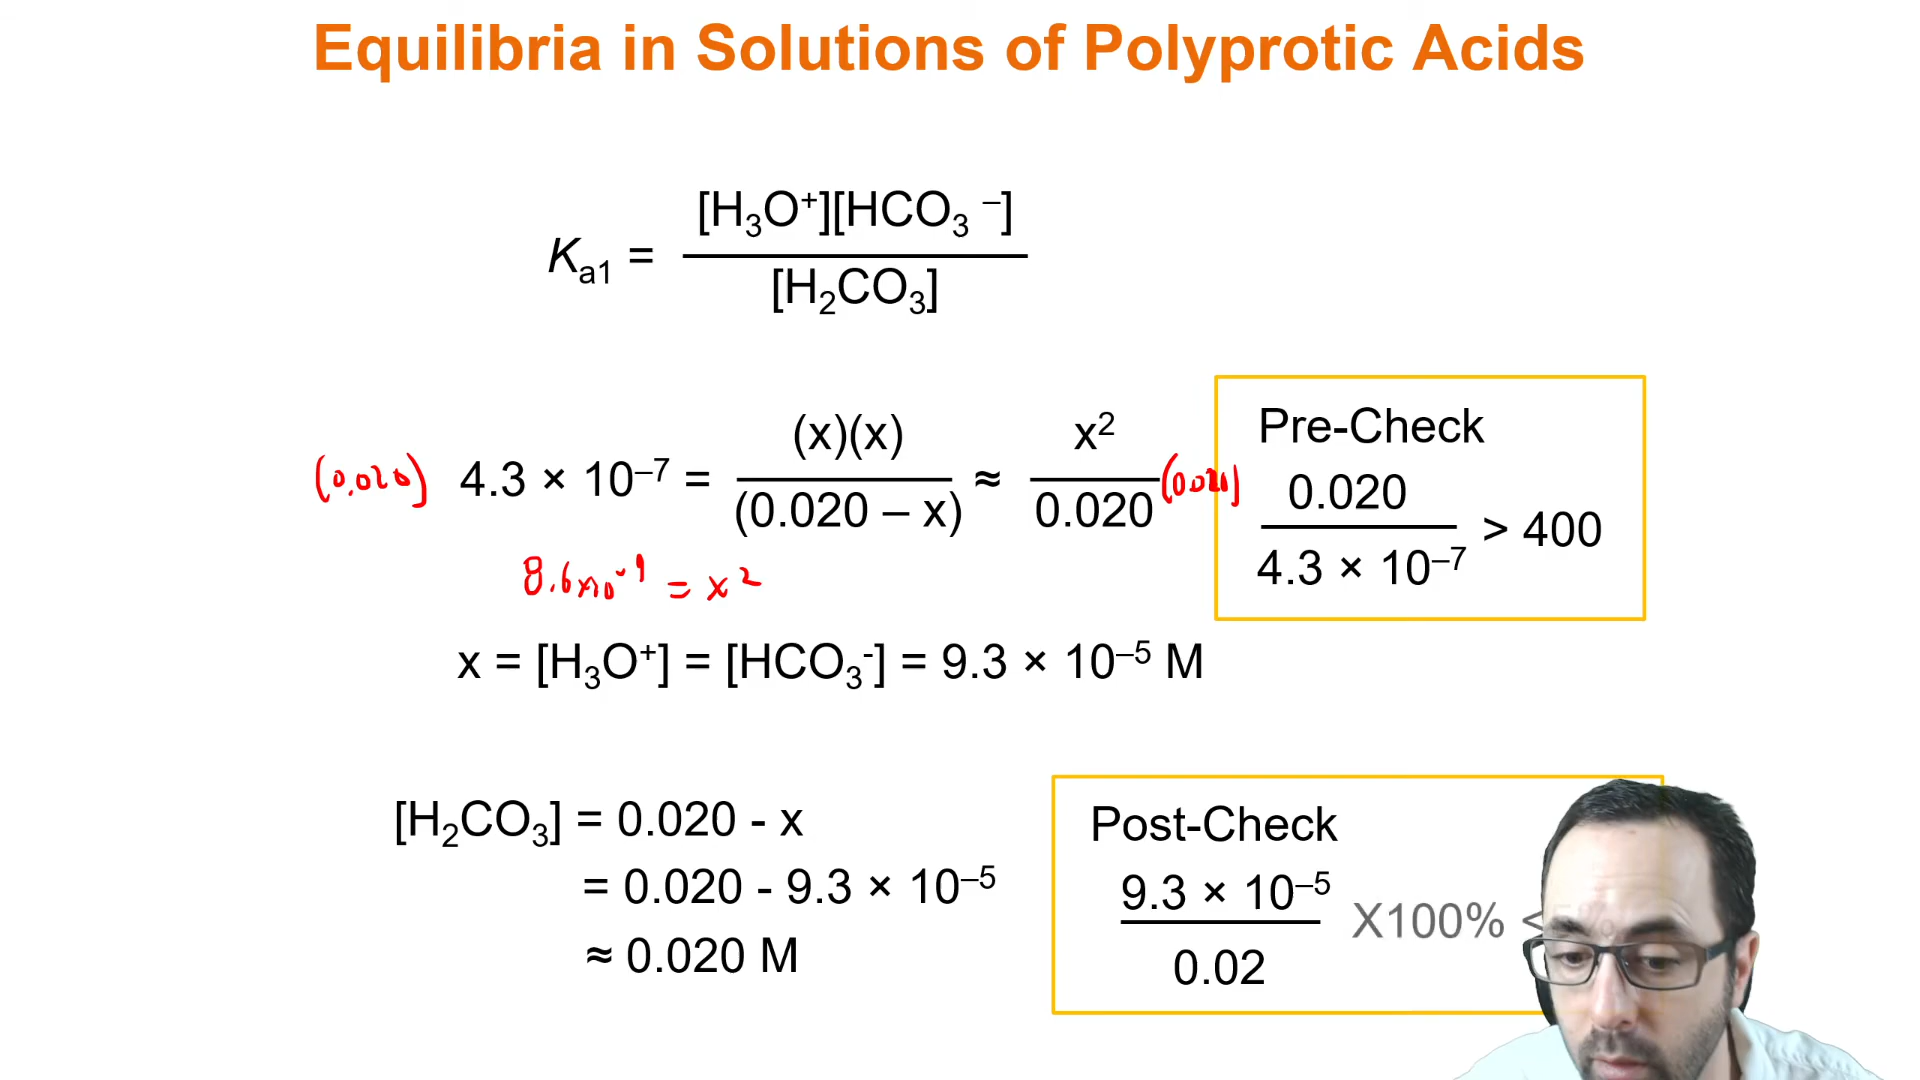 Equilibria in Solutions of Polyprotic Acids
Kₐ₁ = [H₃O⁺][HCO₃ ⁻]
[H₂CO₃]
(0.020) 4.3 × 10⁻⁷ = (x)(x) ≈ x² (0.020)
(0.020 – x) 0.020
8.6x10⁻⁹ = x²
Pre-Check
0.020
4.3 × 10⁻⁷
> 400
x = [H₃O⁺] = [HCO₃⁻] = 9.3 × 10⁻⁵ M
[H₂CO₃] = 0.020 - x
= 0.020 - 9.3 × 10⁻⁵
≈ 0.020 M
Post-Check
9.3 × 10⁻⁵
0.02
X100% <